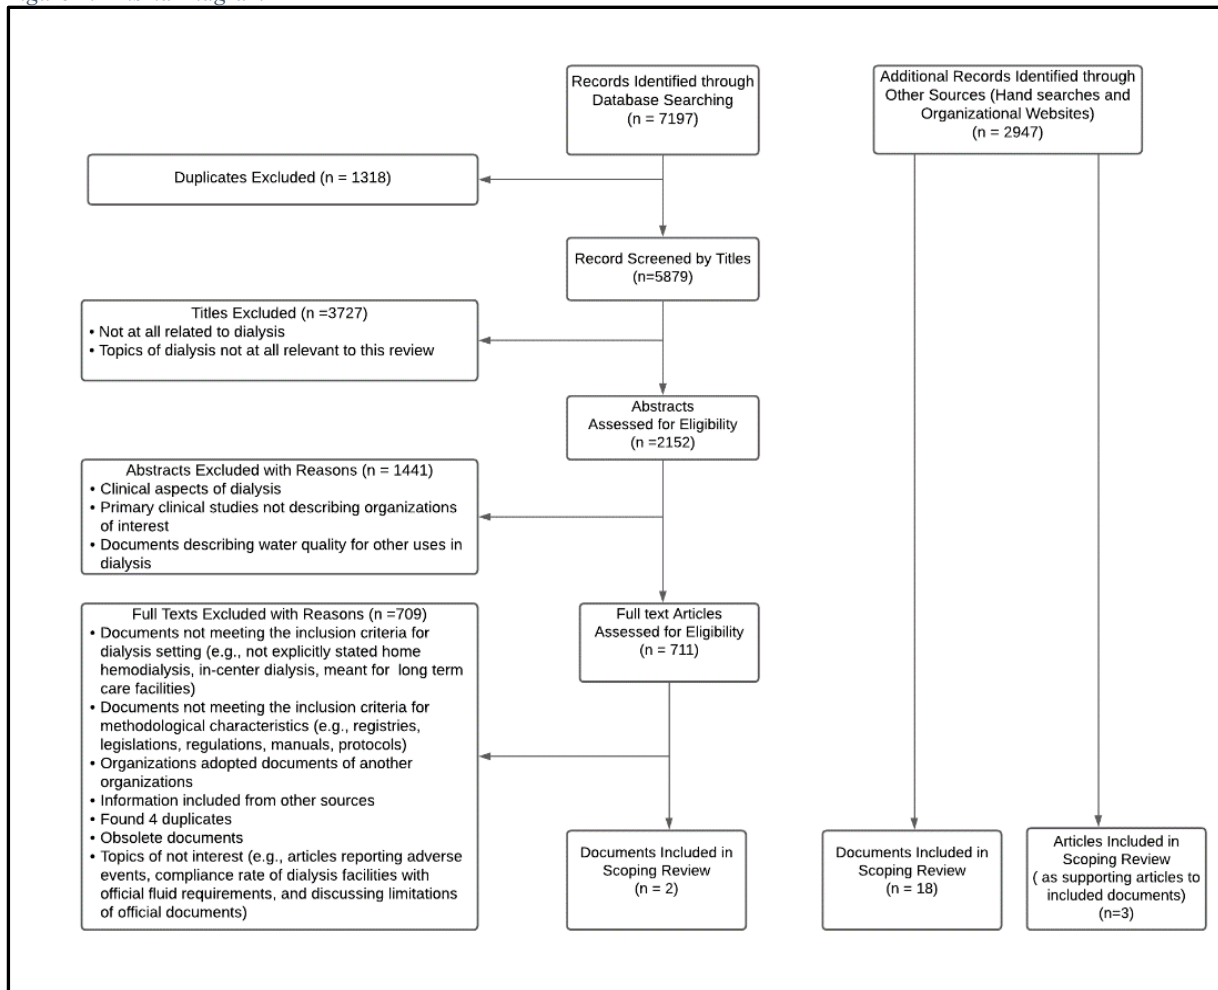 Records Identified through
Database Searching
(n = 7197)
Additional Records Identified through
Other Sources (Hand searches and
Organizational Websites)
(n = 2947)
Duplicates Excluded (n = 1318)
Record Screened by Titles
(n=5879)
Titles Excluded (n =3727)
• Not at all related to dialysis
• Topics of dialysis not at all relevant to this review
Abstracts
Assessed for Eligibility
(n =2152)
Abstracts Excluded with Reasons (n = 1441)
• Clinical aspects of dialysis
• Primary clinical studies not describing organizations
of interest
• Documents describing water quality for other uses in
dialysis
Full text Articles
Assessed for Eligibility
(n = 711)
Full Texts Excluded with Reasons (n =709)
• Documents not meeting the inclusion criteria for
dialysis setting (e.g., not explicitly stated home
hemodialysis, in-center dialysis, meant for long term
care facilities)
• Documents not meeting the inclusion criteria for
methodological characteristics (e.g., registries,
legislations, regulations, manuals, protocols)
• Organizations adopted documents of another
organizations
• Information included from other sources
• Found 4 duplicates
• Obsolete documents
• Topics of not interest (e.g., articles reporting adverse
events, compliance rate of dialysis facilities with
official fluid requirements, and discussing limitations
of official documents)
Documents Included in
Scoping Review
(n = 2)
Documents Included in
Scoping Review
(n = 18)
Articles Included in
Scoping Review
( as supporting articles to
included documents)
(n=3)